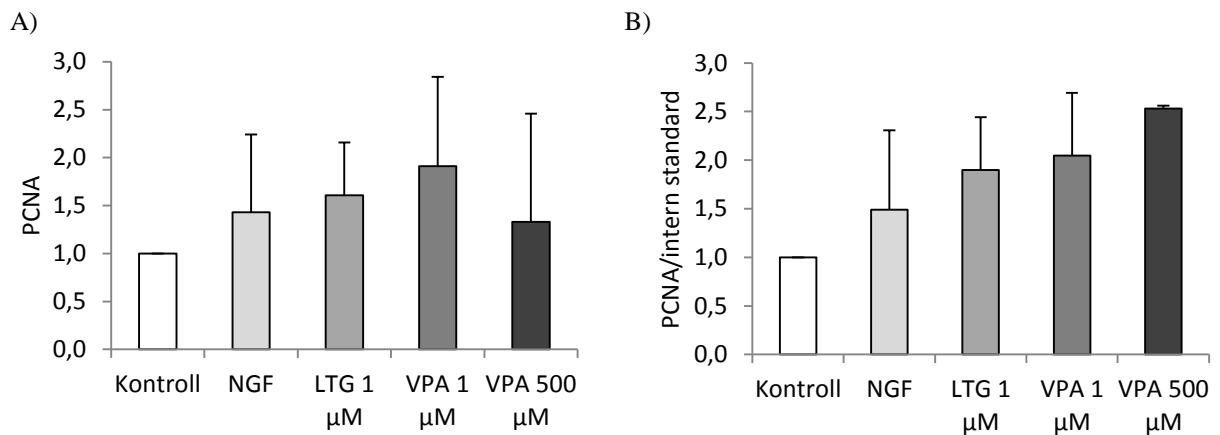 A)
3,0
2,5
2,0
1,5
1,0
0,5
0,0
PCNA
Kontroll NGF LTG 1 VPA 1 VPA 500
µM µM µM
B)
3,0
2,5
2,0
1,5
1,0
0,5
0,0
PCNA/intern standard
Kontroll NGF LTG 1 VPA 1 VPA 500
µM µM µM